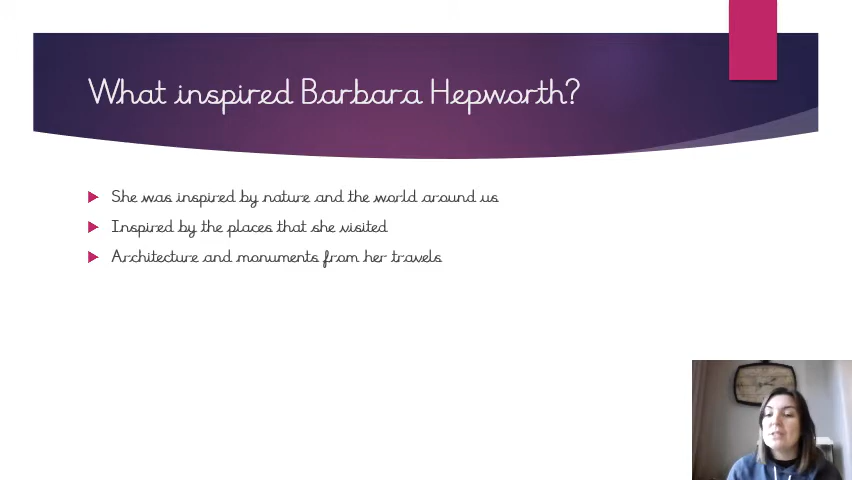 What inspired Barbara Hepworth?
She was inspired by nature and the world around us
Inspired by the places that she visited
Architecture and monuments from her travels